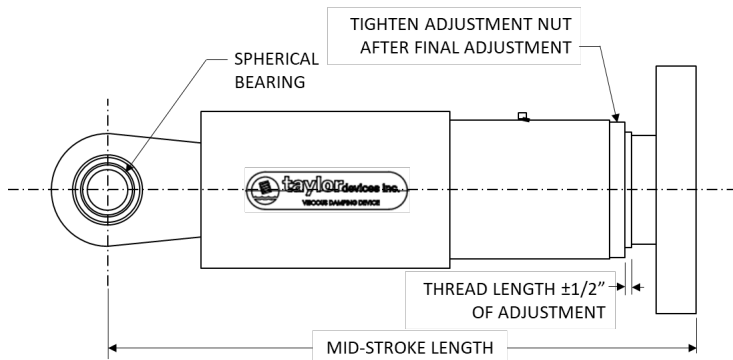 TIGHTEN ADJUSTMENT NUT
AFTER FINAL ADJUSTMENT
SPHERICAL
BEARING
taylor devices inc.
VISCOUS DAMPING DEVICE
THREAD LENGTH ±1/2”
OF ADJUSTMENT
MID-STROKE LENGTH